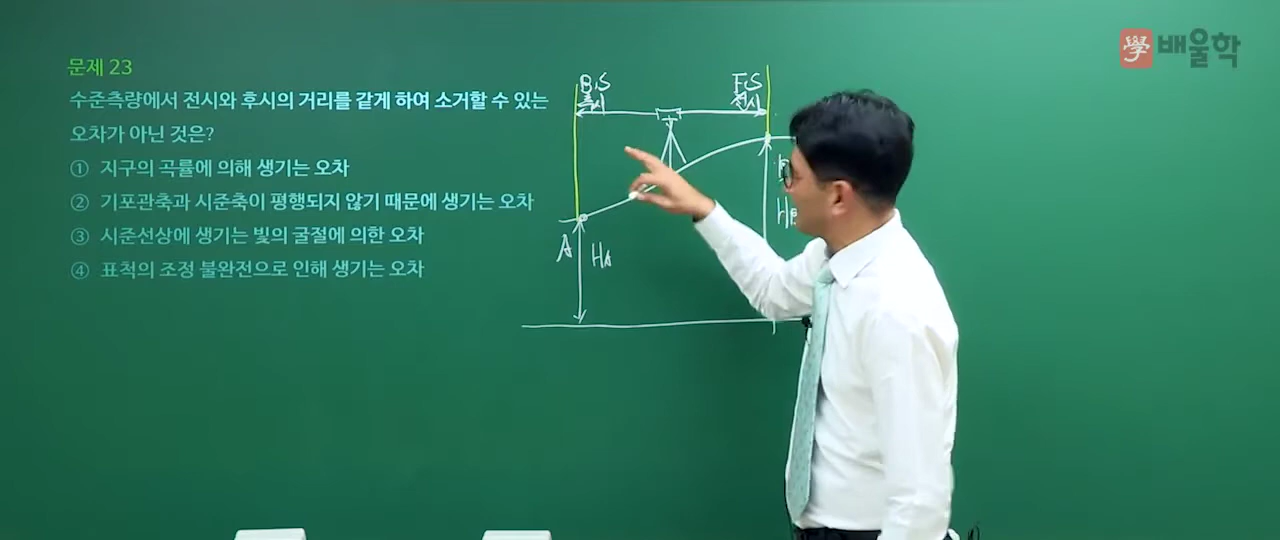 學 배울학
문제 23
수준측량에서 전시와 후시의 거리를 같게 하여 소거할 수 있는
오차가 아닌 것은?
① 지구의 곡률에 의해 생기는 오차
② 기포관축과 시준축이 평행되지 않기 때문에 생기는 오차
③ 시준선상에 생기는 빛의 굴절에 의한 오차
④ 표척의 조정 불완전으로 인해 생기는 오차
B.S
후시
F.S
전시
A
HA